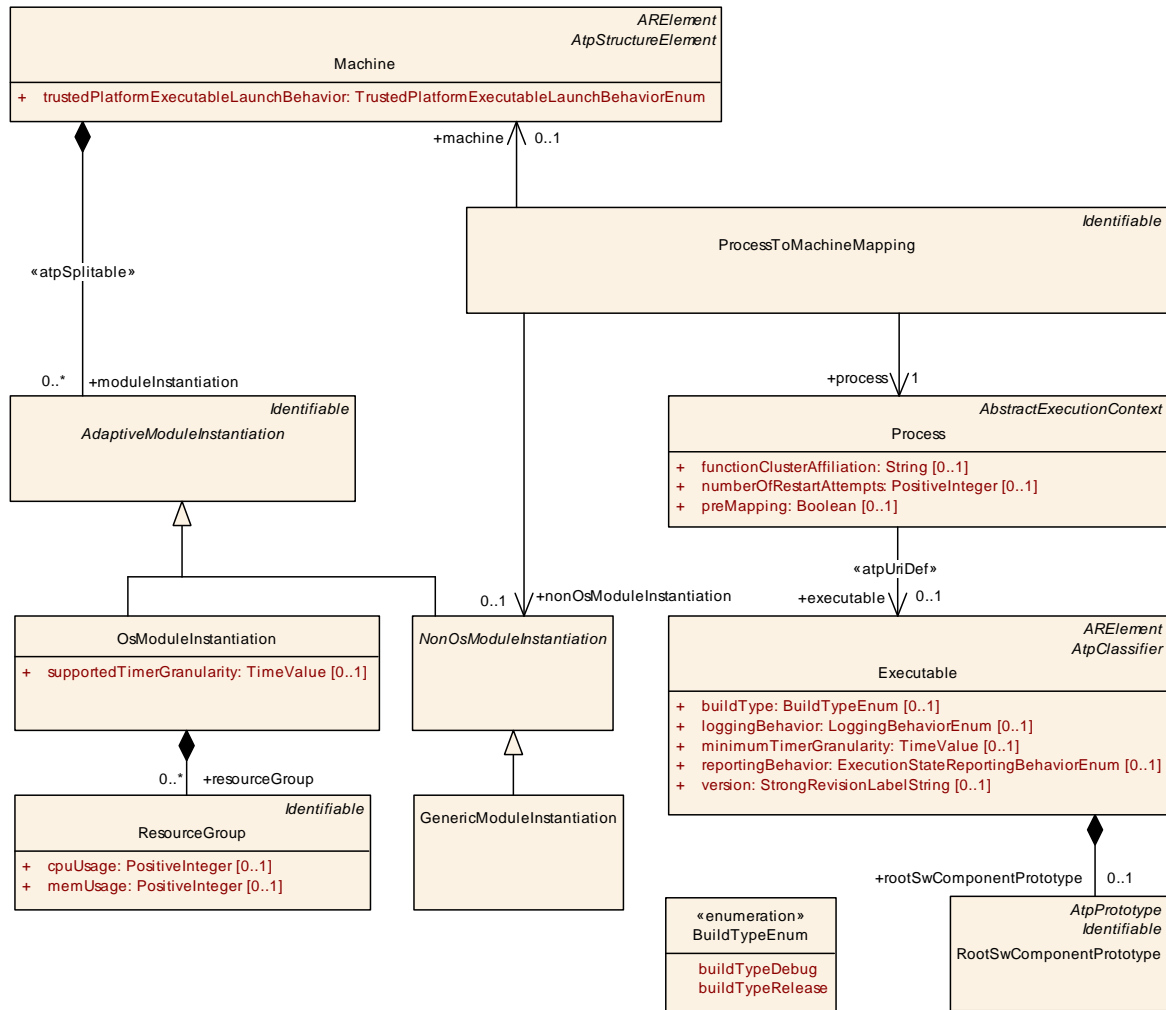 ARElement
AtpStructureElement
Machine
+ trustedPlatformExecutableLaunchBehavior: TrustedPlatformExecutableLaunchBehaviorEnum
+machine 0..1
Identifiable
ProcessToMachineMapping
«atpSplitable»
0..* +moduleInstantiation
+process 1
Identifiable
AdaptiveModuleInstantiation
AbstractExecutionContext
Process
+ functionClusterAffiliation: String [0..1]
+ numberOfRestartAttempts: PositiveInteger [0..1]
+ preMapping: Boolean [0..1]
«atpUriDef»
0..1 +nonOsModuleInstantiation
+executable 0..1
OsModuleInstantiation
+ supportedTimerGranularity: TimeValue [0..1]
NonOsModuleInstantiation
ARElement
AtpClassifier
Executable
+ buildType: BuildTypeEnum [0..1]
+ loggingBehavior: LoggingBehaviorEnum [0..1]
+ minimumTimerGranularity: TimeValue [0..1]
+ reportingBehavior: ExecutionStateReportingBehaviorEnum [0..1]
+ version: StrongRevisionLabelString [0..1]
0..* +resourceGroup
Identifiable
ResourceGroup
+ cpuUsage: PositiveInteger [0..1]
+ memUsage: PositiveInteger [0..1]
GenericModuleInstantiation
+rootSwComponentPrototype 0..1
«enumeration»
BuildTypeEnum
buildTypeDebug
buildTypeRelease
AtpPrototype
Identifiable
RootSwComponentPrototype